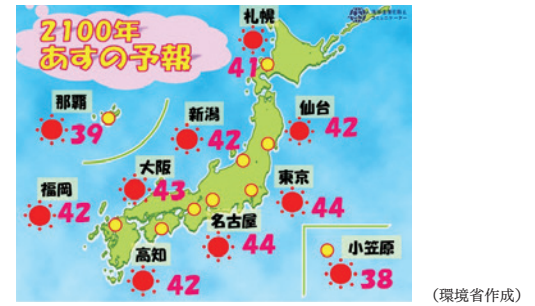 2100年
あすの予報
札幌
41
那覇
39
新潟
42
仙台
42
大阪
43
福岡
42
東京
44
名古屋
44
高知
42
小笠原
38
(環境省作成)